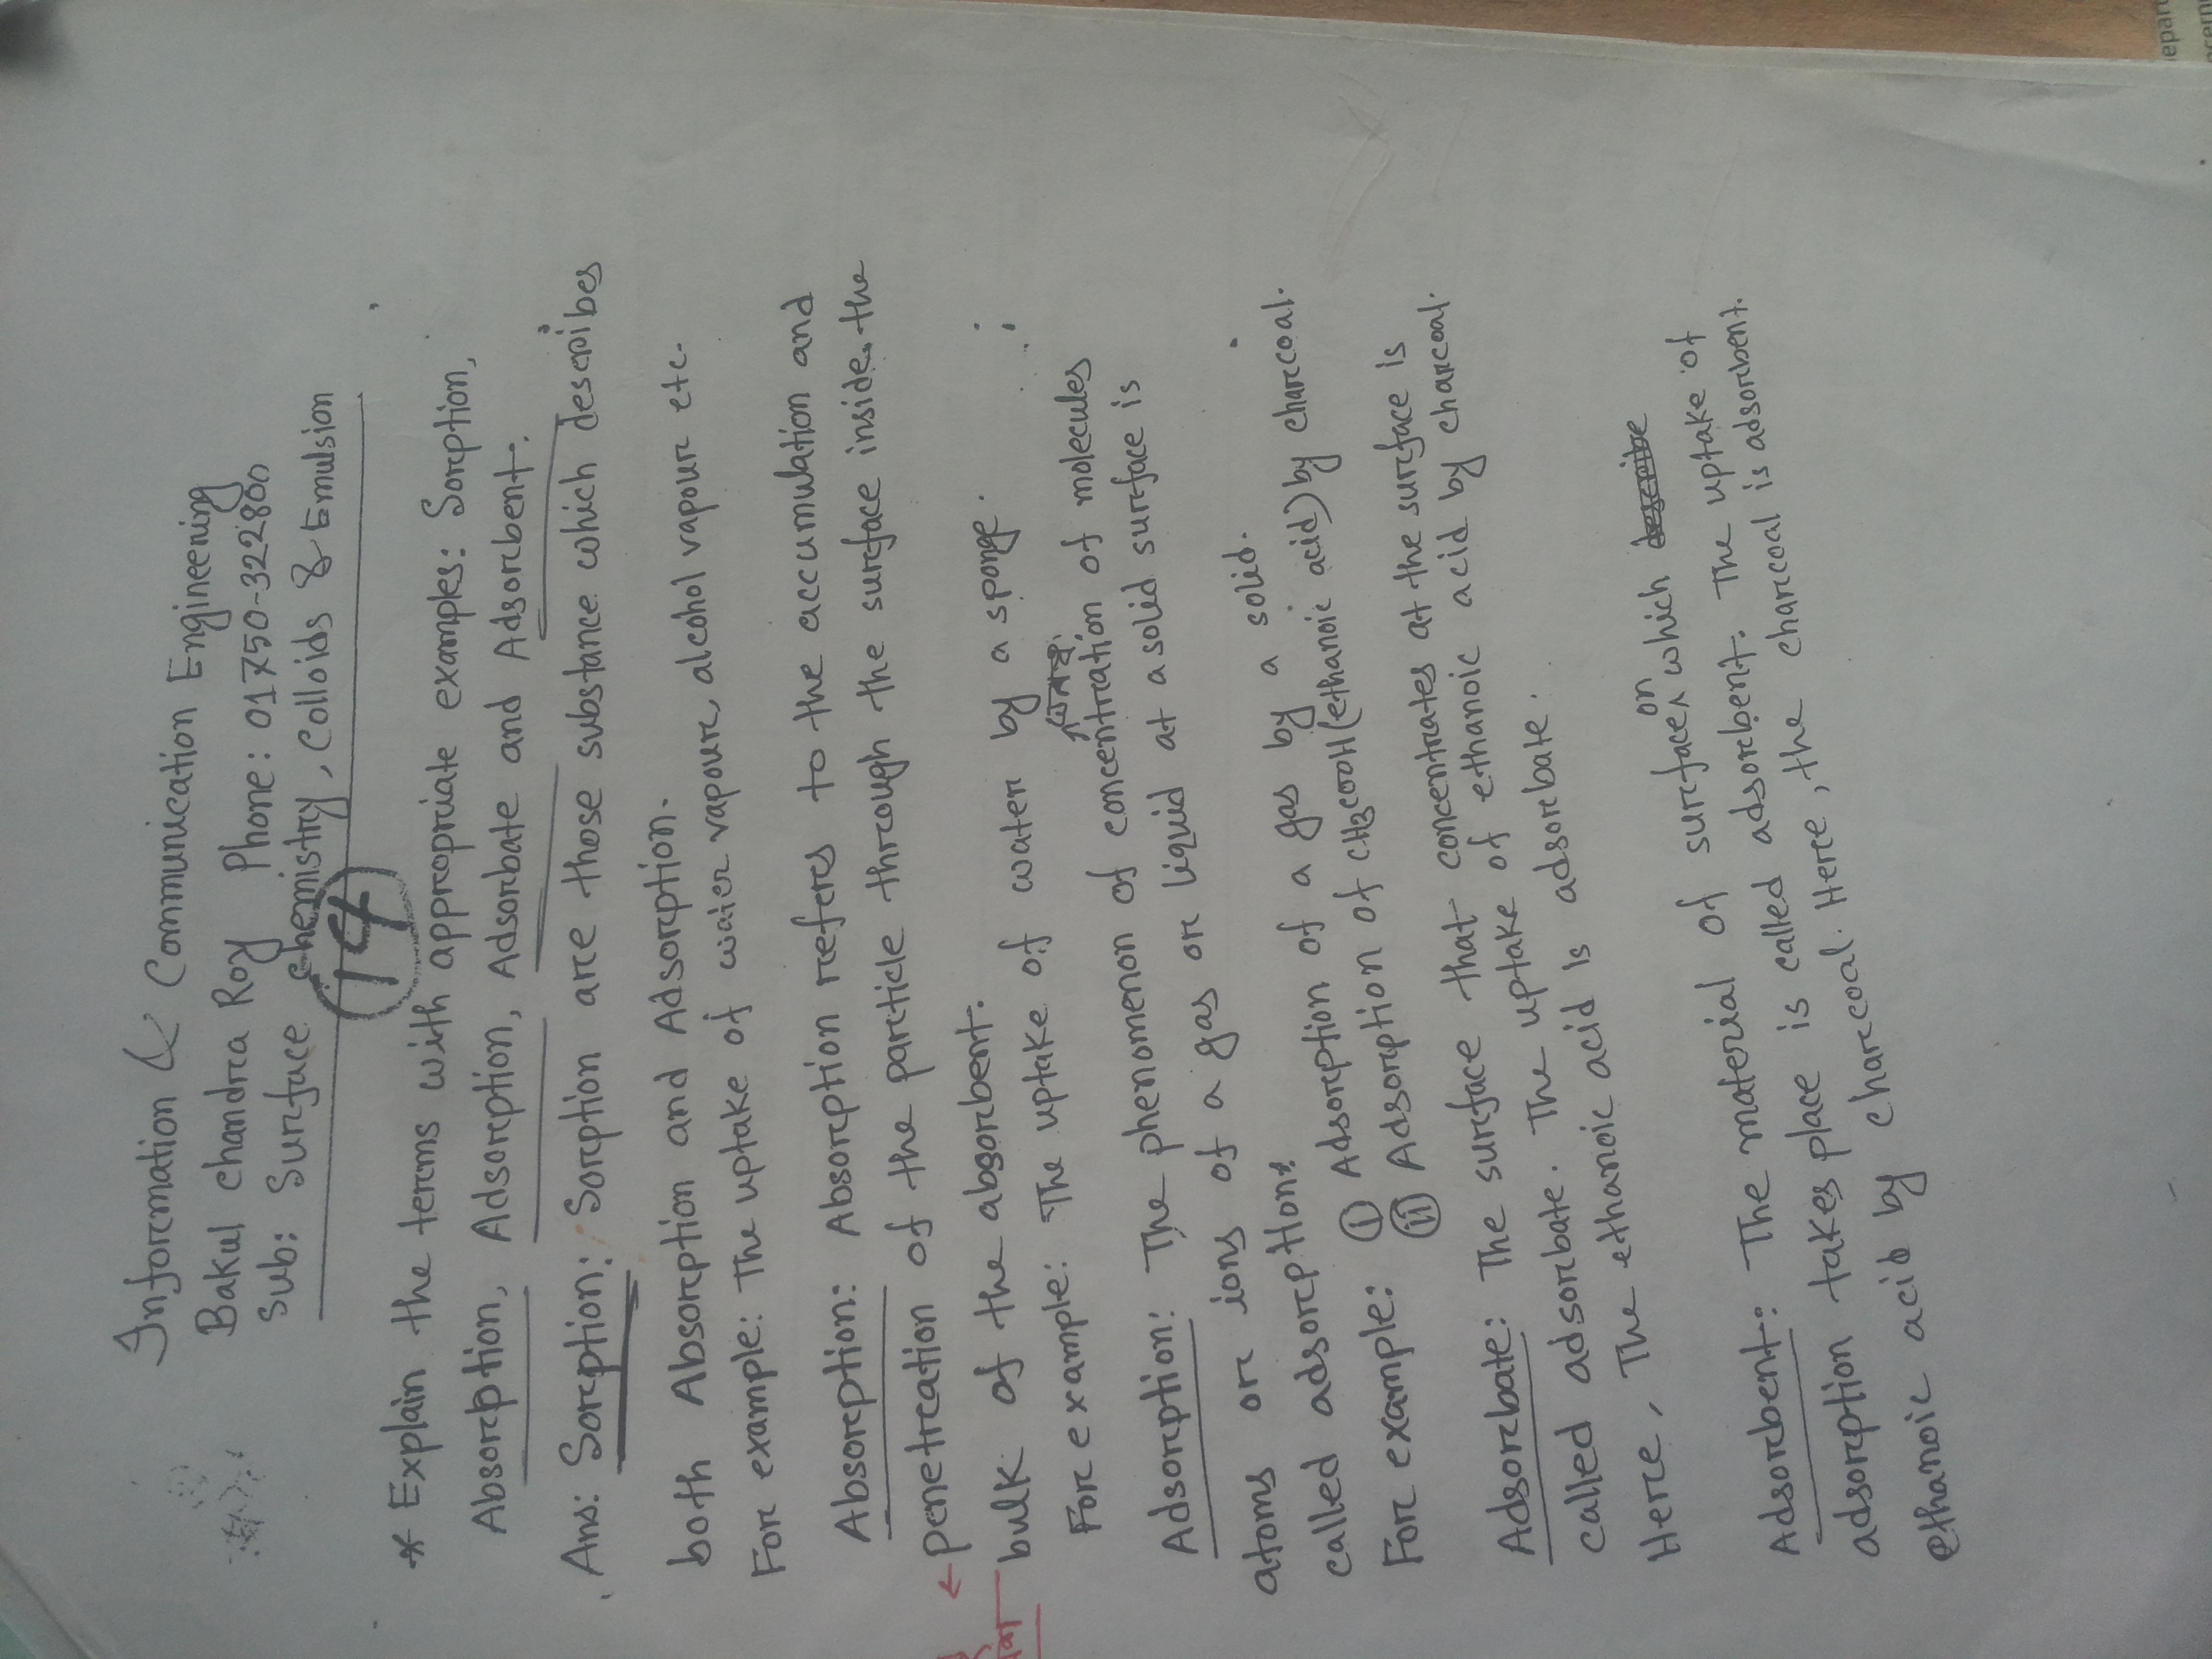 Information & Communication Engineering
Bakul Chandra Roy Phone: 01750-322800
Sub: Surface Chemistry, Colloids & Emulsion
14
* Explain the terms with appropriate examples: Sorption,
Absorption, Adsorption, Adsorbate and Adsorbent.
Ans: Sorption: Sorption are those substance which describes
both Absorption and Adsorption.
For example: The uptake of water vapour, alcohol vapour etc.
Absorption: Absorption refers to the accumulation and
← penetration of the particle through the surface inside the
bulk of the absorbent.
For example: The uptake of water by a sponge.
Adsorption: The phenomenon of concentration of molecules
atoms or ions of a gas or liquid at a solid surface is
called adsorption.
For example: (i) Adsorption of a gas by a solid.
(ii) Adsorption of CH3COOH (ethanoic acid) by charcoal.
Adsorbate: The surface that concentrates at the surface is
called adsorbate. The uptake of ethanoic acid by charcoal.
Here, The ethanoic acid is adsorbate.
Adsorbent: The material of surface on which describe
adsorption takes place is called adsorbent. The uptake of
ethanoic acid by charcoal. Here, the charcoal is adsorbent.
epar